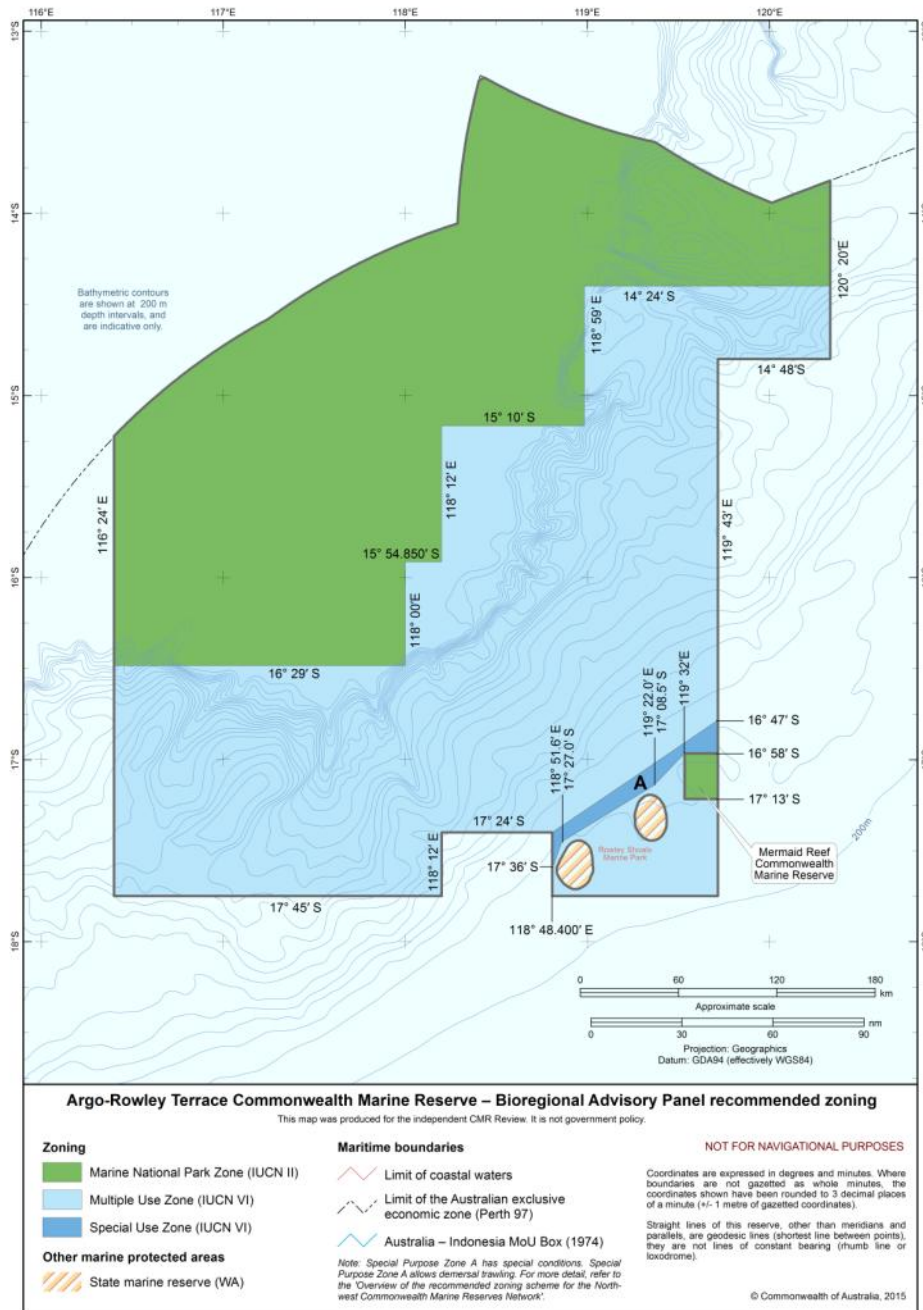 116°E
117°E
118°E
119°E
120°E
13°S
14°S
15°S
16°S
17°S
18°S
Bathymetric contours
are shown at 200 m
depth intervals, and
are indicative only.
120° 20'E
14° 24' S
118° 59' E
14° 48'S
15° 10' S
118° 12' E
116° 24' E
15° 54.850' S
118° 00'E
119° 43' E
16° 29' S
119° 32'E
119° 22.0' E
17° 08.5' S
16° 47' S
16° 58' S
118° 51.6' E
17° 27.0' S
A
17° 13' S
17° 24' S
200m
118° 12' E
17° 36' S
Rowley Shoals
Marine Park
Mermaid Reef
Commonwealth
Marine Reserve
17° 45' S
118° 48.400' E
0 60 120 180
km
Approximate scale
0 30 60 90
nm
Projection: Geographics
Datum: GDA94 (effectively WGS84)
Argo-Rowley Terrace Commonwealth Marine Reserve – Bioregional Advisory Panel recommended zoning
This map was produced for the independent CMR Review. It is not government policy.
Zoning
Marine National Park Zone (IUCN II)
Multiple Use Zone (IUCN VI)
Special Use Zone (IUCN VI)
Other marine protected areas
State marine reserve (WA)
Maritime boundaries
Limit of coastal waters
Limit of the Australian exclusive
economic zone (Perth 97)
Australia – Indonesia MoU Box (1974)
Note: Special Purpose Zone A has special conditions. Special
Purpose Zone A allows demersal trawling. For more detail, refer to
the 'Overview of the recommended zoning scheme for the North-
west Commonwealth Marine Reserves Network'.
NOT FOR NAVIGATIONAL PURPOSES
Coordinates are expressed in degrees and minutes. Where
boundaries are not gazetted as whole minutes, the
coordinates shown have been rounded to 3 decimal places
of a minute (+/- 1 metre of gazetted coordinates).
Straight lines of this reserve, other than meridians and
parallels, are geodesic lines (shortest line between points),
they are not lines of constant bearing (rhumb line or
loxodrome).
© Commonwealth of Australia, 2015